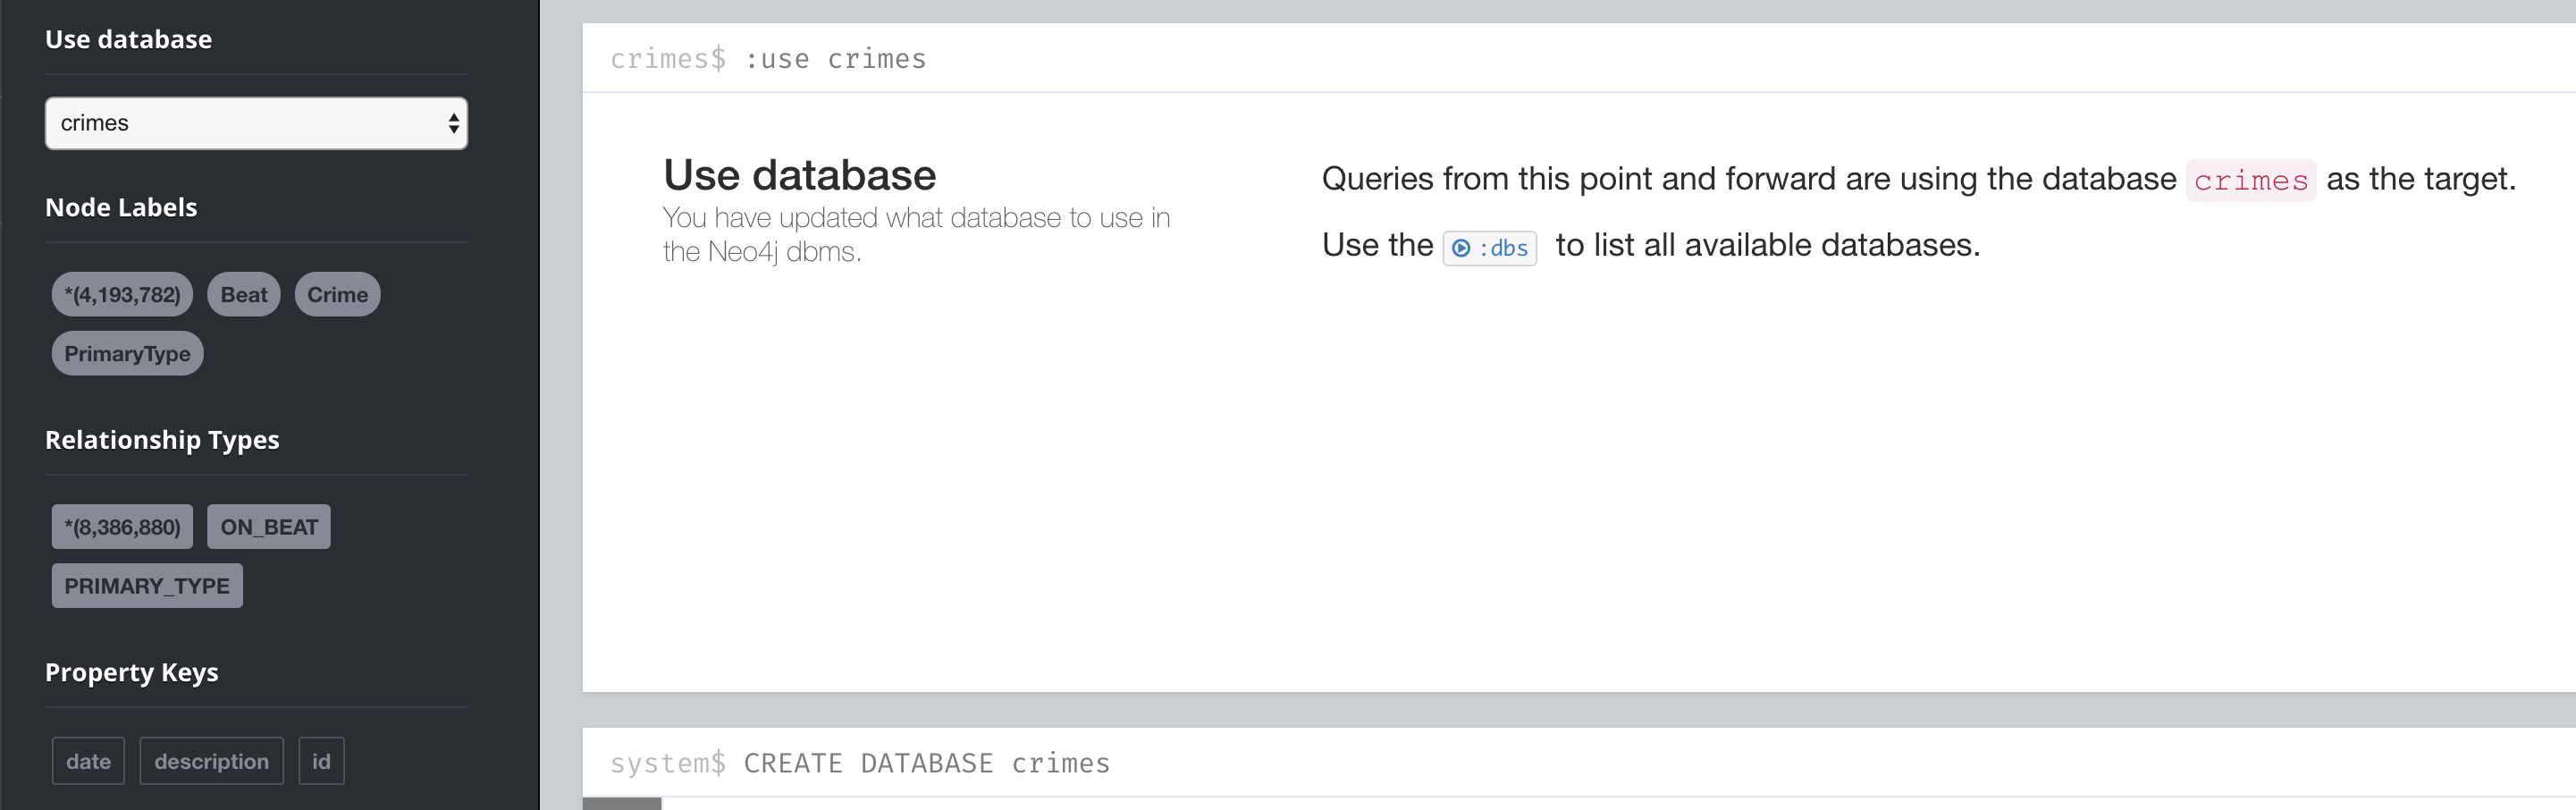 Use database
crimes
Node Labels
*(4,193,782) Beat Crime
PrimaryType
Relationship Types
*(8,386,880) ON_BEAT
PRIMARY_TYPE
Property Keys
date description id
crimes$ :use crimes
Use database
You have updated what database to use in
the Neo4j dbms.
Queries from this point and forward are using the database crimes as the target.
Use the :dbs to list all available databases.
system$ CREATE DATABASE crimes